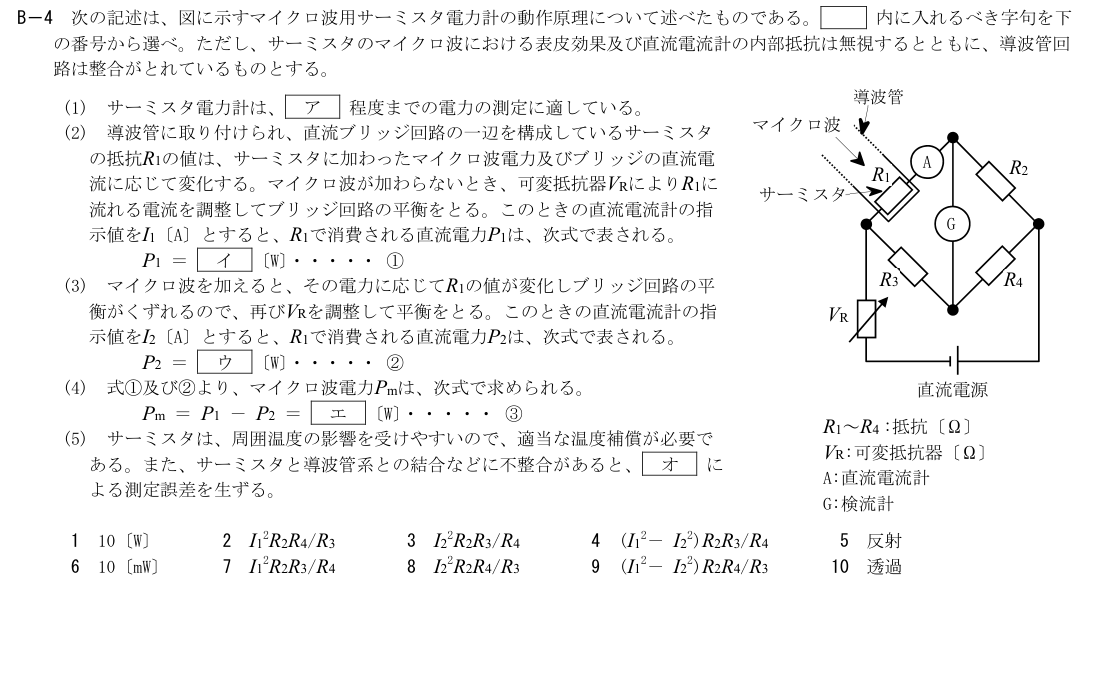 B－4　次の記述は、図に示すマイクロ波用サーミスタ電力計の動作原理について述べたものである。　　　内に入れるべき字句を下
の番号から選べ。ただし、サーミスタのマイクロ波における表皮効果及び直流電流計の内部抵抗は無視するとともに、導波管回
路は整合がとれているものとする。
(1)　サーミスタ電力計は、 ア 程度までの電力の測定に適している。
(2)　導波管に取り付けられ、直流ブリッジ回路の一辺を構成しているサーミスタ
の抵抗R1の値は、サーミスタに加わったマイクロ波電力及びブリッジの直流電
流に応じて変化する。マイクロ波が加わらないとき、可変抵抗器VRによりR1に
流れる電流を調整してブリッジ回路の平衡をとる。このときの直流電流計の指
示値をI1〔A〕とすると、R1で消費される直流電力P1は、次式で表される。
P1 ＝ イ 〔W〕・・・・・ ①
(3)　マイクロ波を加えると、その電力に応じてR1の値が変化しブリッジ回路の平
衡がくずれるので、再びVRを調整して平衡をとる。このときの直流電流計の指
示値をI2〔A〕とすると、R1で消費される直流電力P2は、次式で表される。
P2 ＝ ウ 〔W〕・・・・・ ②
(4)　式①及び②より、マイクロ波電力Pmは、次式で求められる。
Pm ＝ P1 － P2 ＝ エ 〔W〕・・・・・ ③
(5)　サーミスタは、周囲温度の影響を受けやすいので、適当な温度補償が必要で
ある。また、サーミスタと導波管系との結合などに不整合があると、 オ に
よる測定誤差を生ずる。
導波管
マイクロ波
A
R1
R2
サーミスタ
G
R3
R4
VR
直流電源
R1～R4：抵抗〔Ω〕
VR：可変抵抗器〔Ω〕
A：直流電流計
G：検流計
1　10〔W〕　2　I1²R2R4/R3　3　I2²R2R3/R4　4　(I1²－ I2²)R2R3/R4　5　反射
6　10〔mW〕　7　I1²R2R3/R4　8　I2²R2R4/R3　9　(I1²－ I2²)R2R4/R3　10　透過